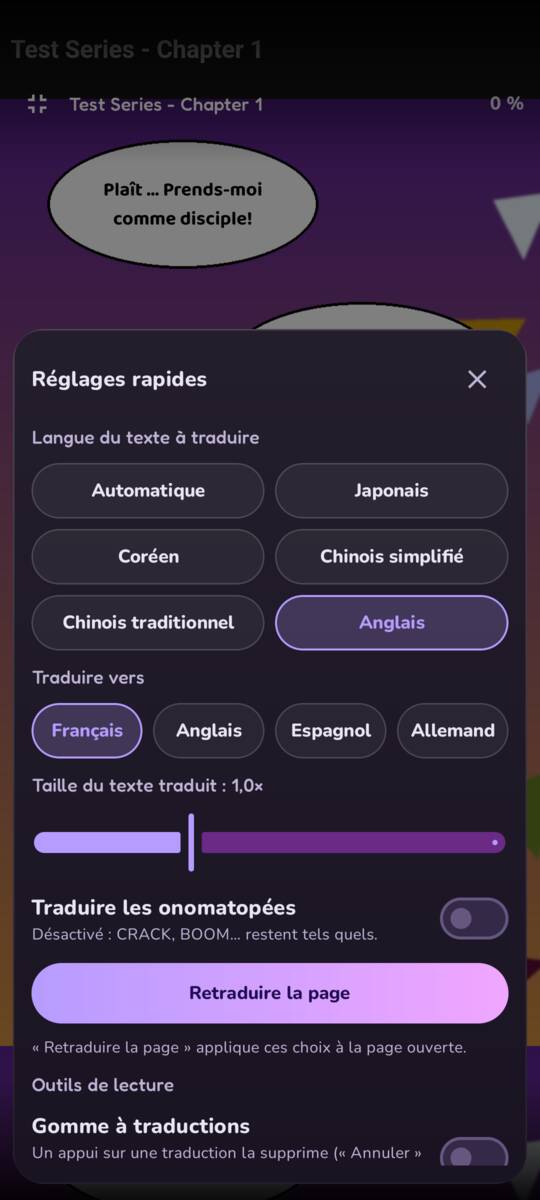 Test Series - Chapter 1
Test Series - Chapter 1
0 %
Plaît ... Prends-moi
comme disciple!
Réglages rapides
Langue du texte à traduire
Automatique
Japonais
Coréen
Chinois simplifié
Chinois traditionnel
Anglais
Traduire vers
Français
Anglais
Espagnol
Allemand
Taille du texte traduit : 1,0×
Traduire les onomatopées
Désactivé : CRACK, BOOM… restent tels quels.
Retraduire la page
« Retraduire la page » applique ces choix à la page ouverte.
Outils de lecture
Gomme à traductions
Un appui sur une traduction la supprime (« Annuler »